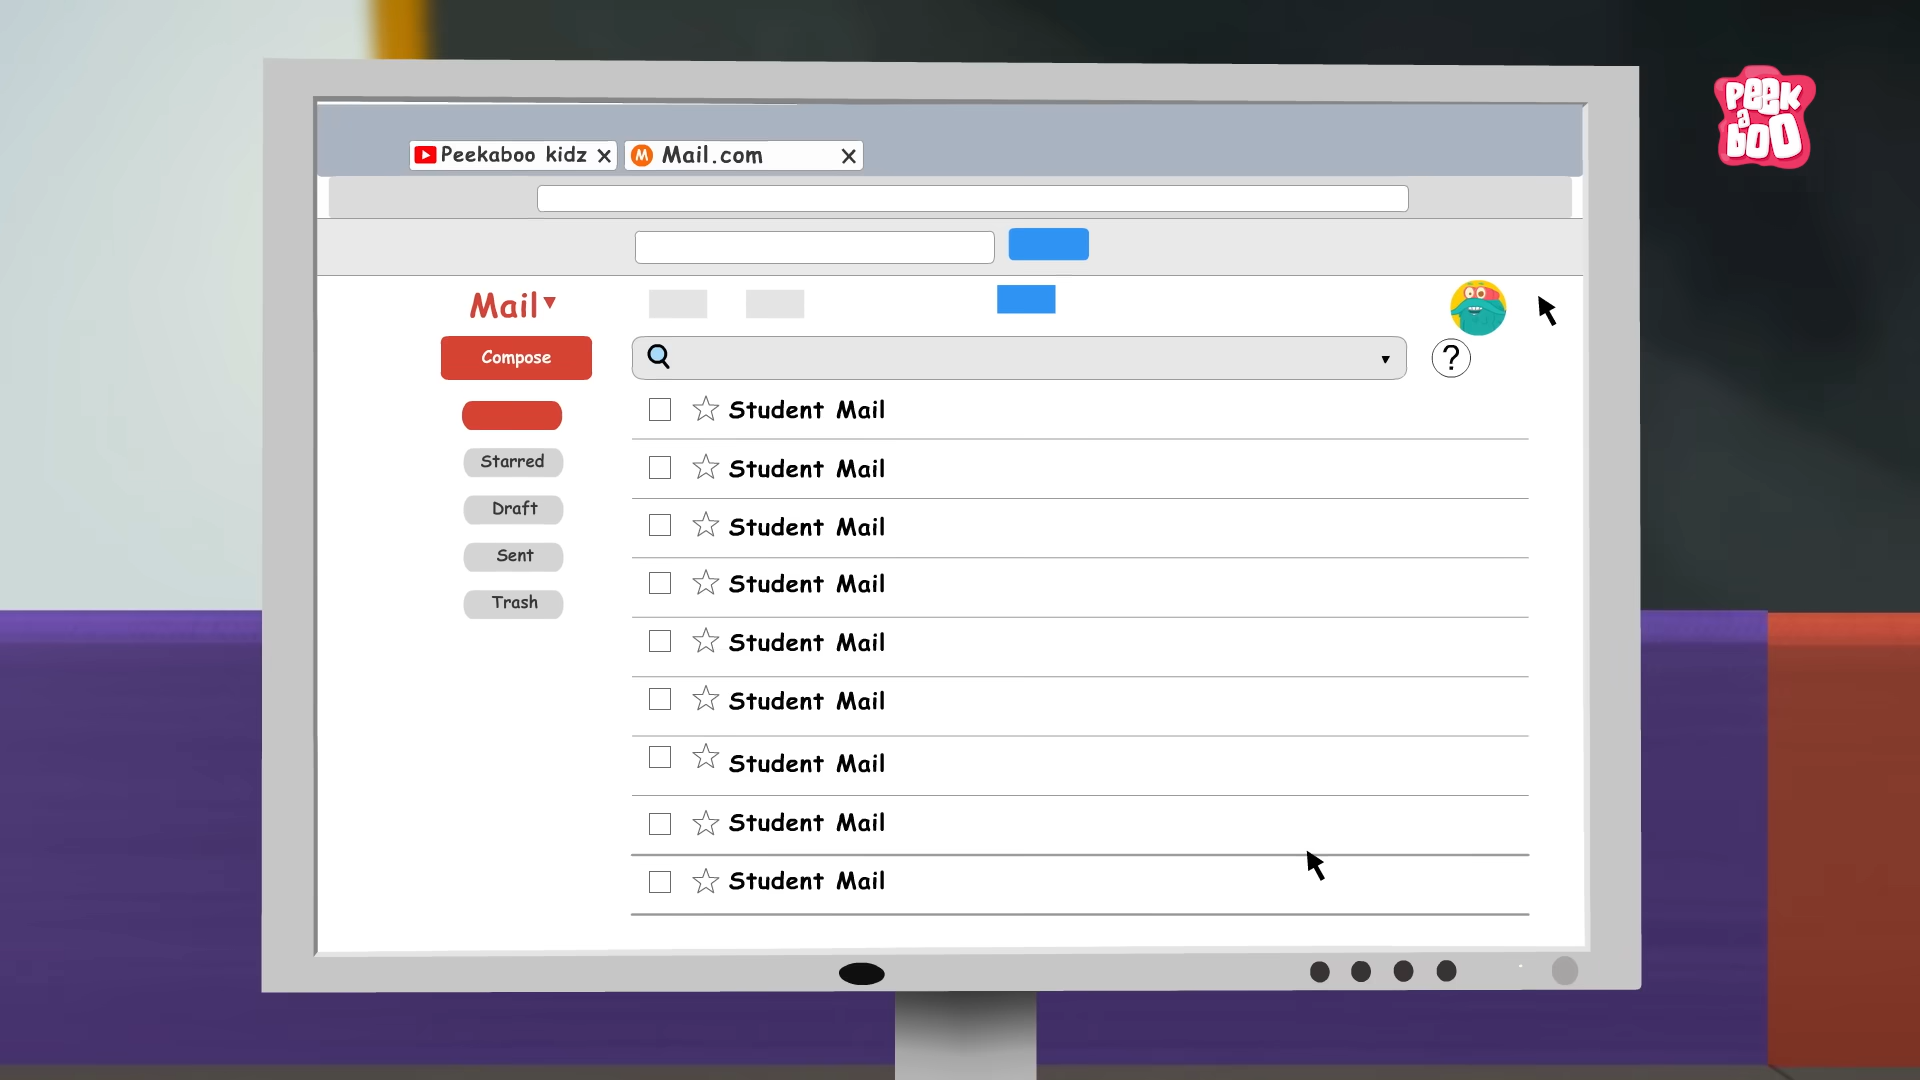 PEEK
a
boo
Peekaboo kidz
M Mail.com
Mail
Compose
?
Student Mail
Starred
Student Mail
Draft
Student Mail
Sent
Student Mail
Trash
Student Mail
Student Mail
Student Mail
Student Mail
Student Mail